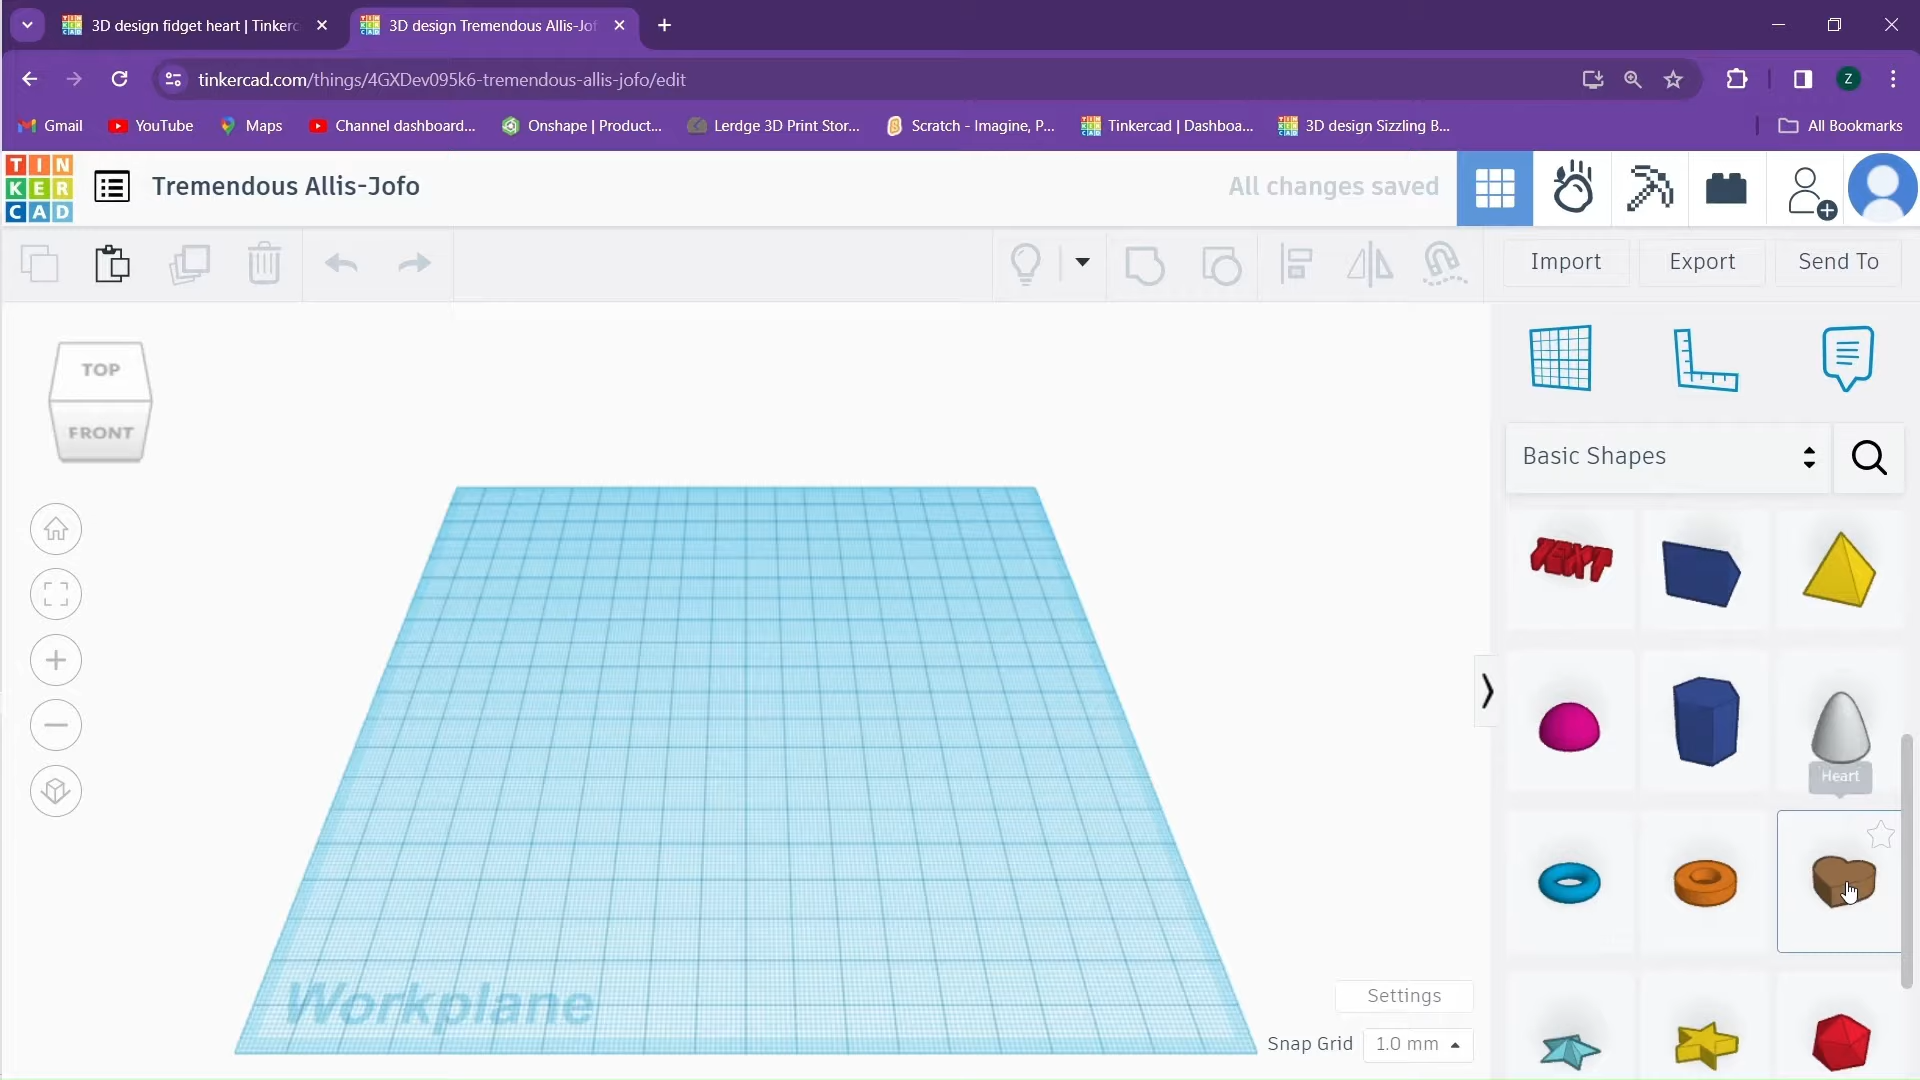 3D design fidget heart | Tinkerc
3D design Tremendous Allis-Jof
tinkercad.com/things/4GXDev095k6-tremendous-allis-jofo/edit
Z
Gmail
YouTube
Maps
Channel dashboard...
Onshape | Product...
Lerdge 3D Print Stor...
Scratch - Imagine, P...
Tinkercad | Dashboa...
3D design Sizzling B...
All Bookmarks
TIN
KER
CAD
Tremendous Allis-Jofo
All changes saved
Import
Export
Send To
TOP
FRONT
Basic Shapes
TEXT
Heart
Workplane
Settings
Snap Grid
1.0 mm